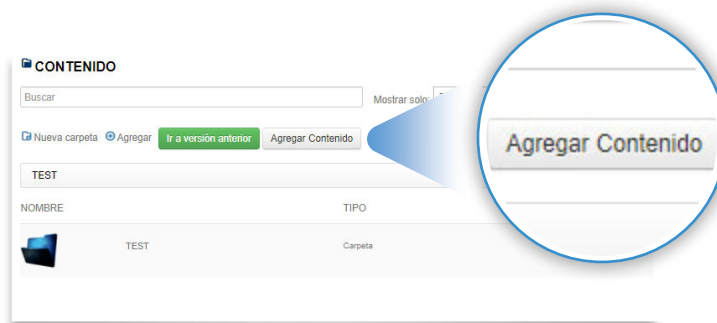 CONTENIDO
Buscar
Mostrar solo:
Nueva carpeta Agregar Ir a versión anterior Agregar Contenido
Agregar Contenido
TEST
NOMBRE TIPO
TEST Carpeta